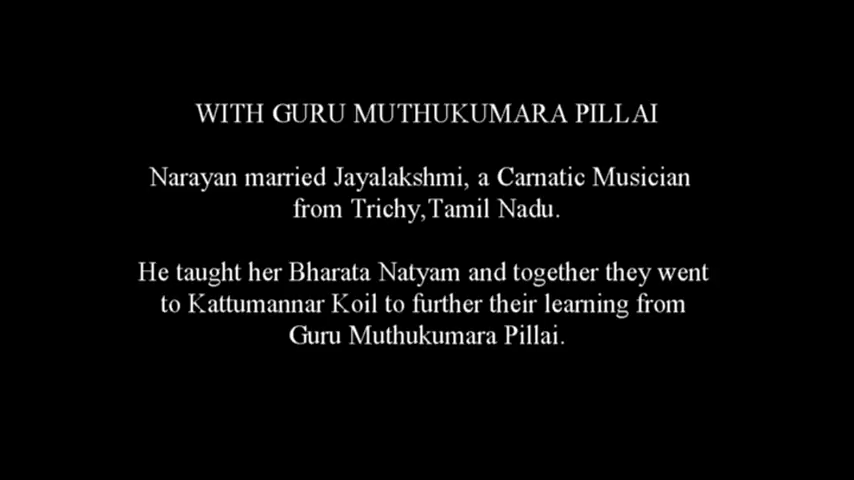 WITH GURU MUTHUKUMARA PILLAI
Narayan married Jayalakshmi, a Carnatic Musician
from Trichy,Tamil Nadu.
He taught her Bharata Natyam and together they went
to Kattumannar Koil to further their learning from
Guru Muthukumara Pillai.